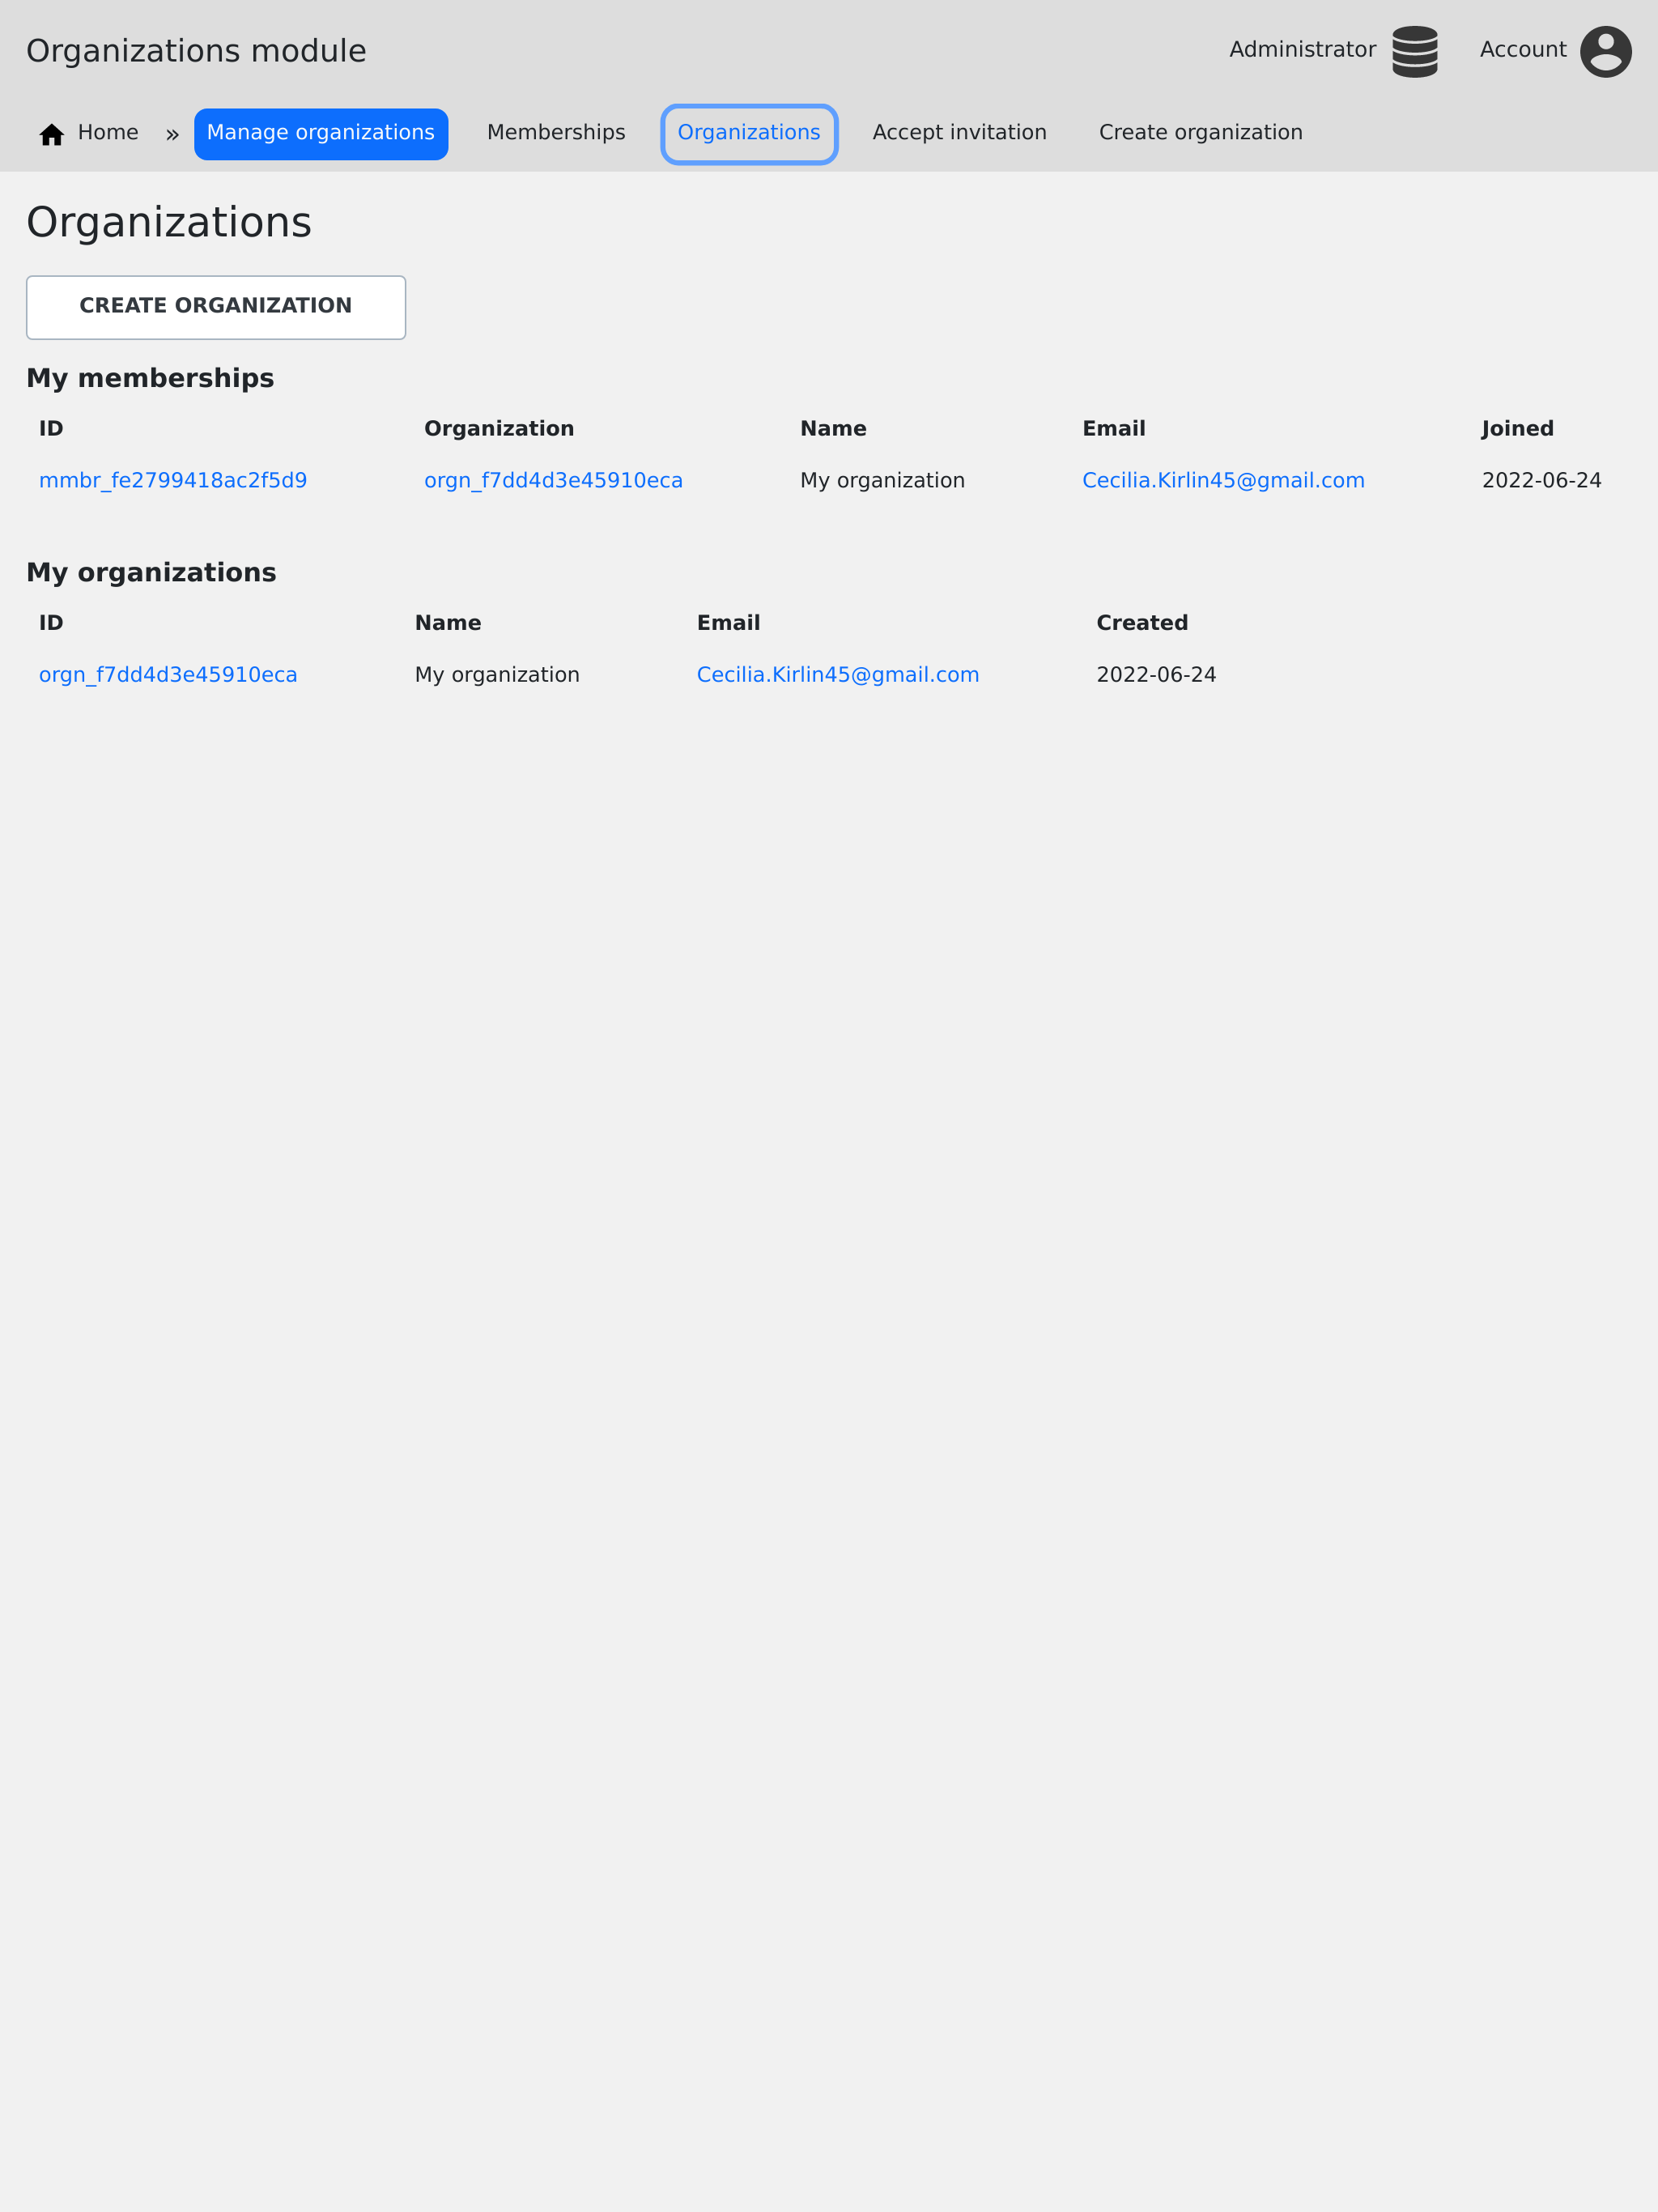 Organizations module
Administrator Account
Home » Manage organizations Memberships Organizations Accept invitation Create organization
Organizations
CREATE ORGANIZATION
My memberships
ID Organization Name Email Joined
mmbr_fe2799418ac2f5d9 orgn_f7dd4d3e45910eca My organization Cecilia.Kirlin45@gmail.com 2022-06-24
My organizations
ID Name Email Created
orgn_f7dd4d3e45910eca My organization Cecilia.Kirlin45@gmail.com 2022-06-24